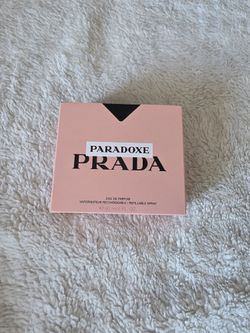 PARADOXE
PRADA
EAU DE PARFUM
VAPORISATEUR RECHARGEABLE - REFILLABLE SPRAY